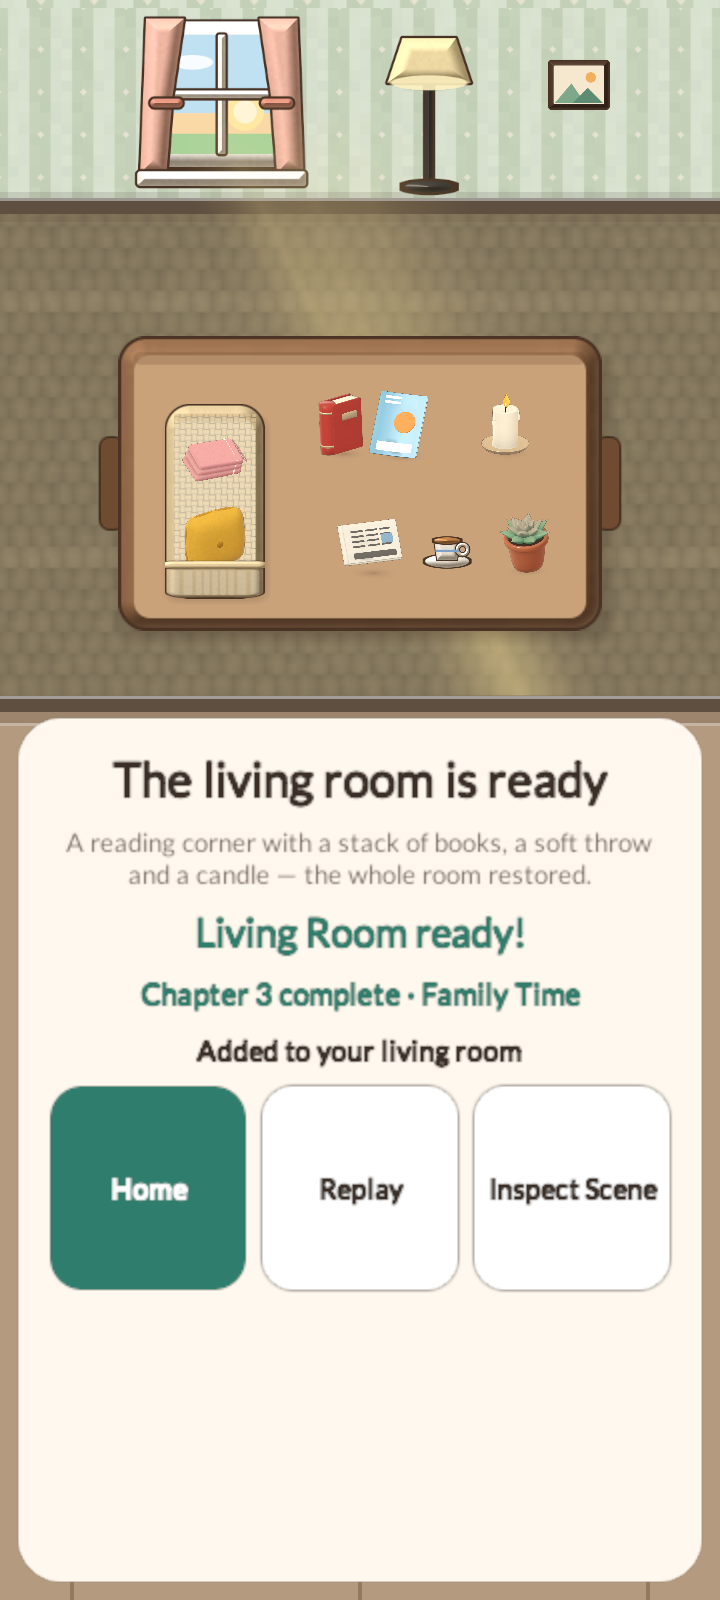 The living room is ready
A reading corner with a stack of books, a soft throw
and a candle — the whole room restored.
Living Room ready!
Chapter 3 complete · Family Time
Added to your living room
Home
Replay
Inspect Scene